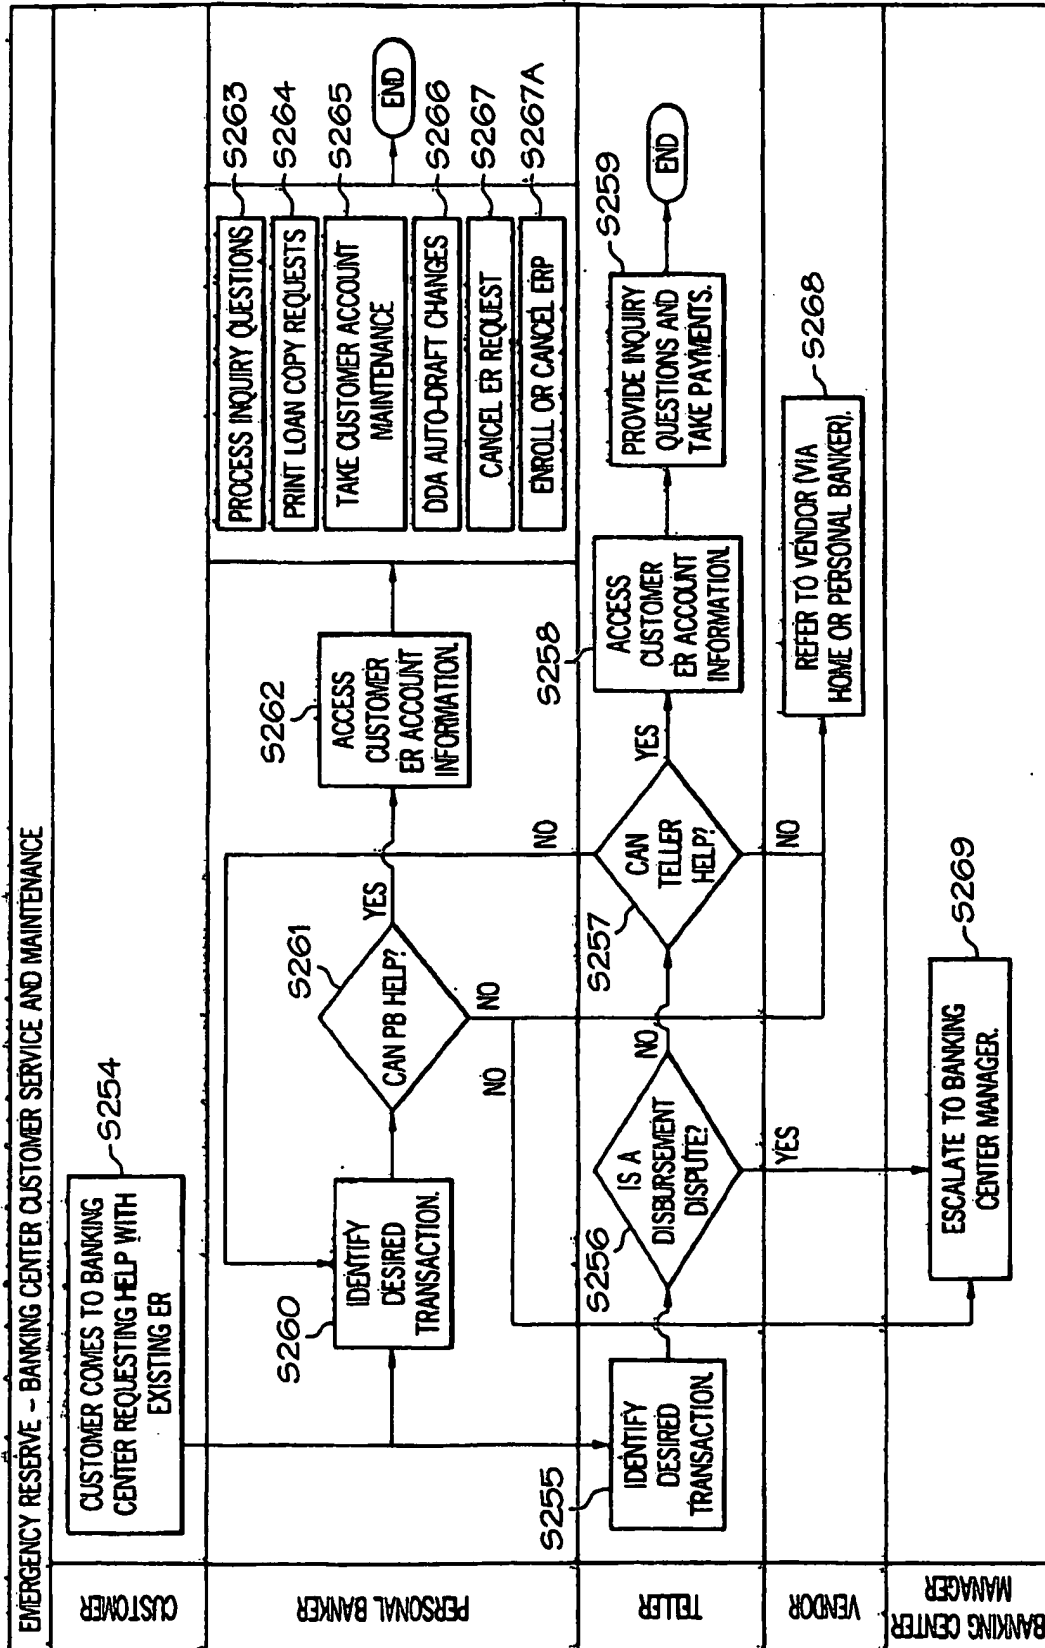 EMERGENCY RESERVE - BANKING CENTER CUSTOMER SERVICE AND MAINTENANCE
CUSTOMER
CUSTOMER COMES TO BANKING
CENTER REQUESTING HELP WITH
EXISTING ER
S254
PERSONAL BANKER
S260
IDENTIFY
DESIRED
TRANSACTION.
S261
CAN PB HELP?
YES
NO
NO
S262
ACCESS
CUSTOMER
ER ACCOUNT
INFORMATION.
PROCESS INQUIRY QUESTIONS
S263
PRINT LOAN COPY REQUESTS
S264
TAKE CUSTOMER ACCOUNT
MAINTENANCE
S265
DDA AUTO-DRAFT CHANGES
S266
CANCEL ER REQUEST
S267
ENROLL OR CANCEL ERP
S267A
END
TELLER
S255
IDENTIFY
DESIRED
TRANSACTION.
S256
IS A
DISBURSEMENT
DISPUTE?
NO
YES
S257
CAN
TELLER
HELP?
NO
YES
NO
S258
ACCESS
CUSTOMER
ER ACCOUNT
INFORMATION.
PROVIDE INQUIRY
QUESTIONS AND
TAKE PAYMENTS.
S259
END
VENDOR
REFER TO VENDOR (VIA
HOME OR PERSONAL BANKER).
S268
BANKING CENTER
MANAGER
ESCALATE TO BANKING
CENTER MANAGER.
S269